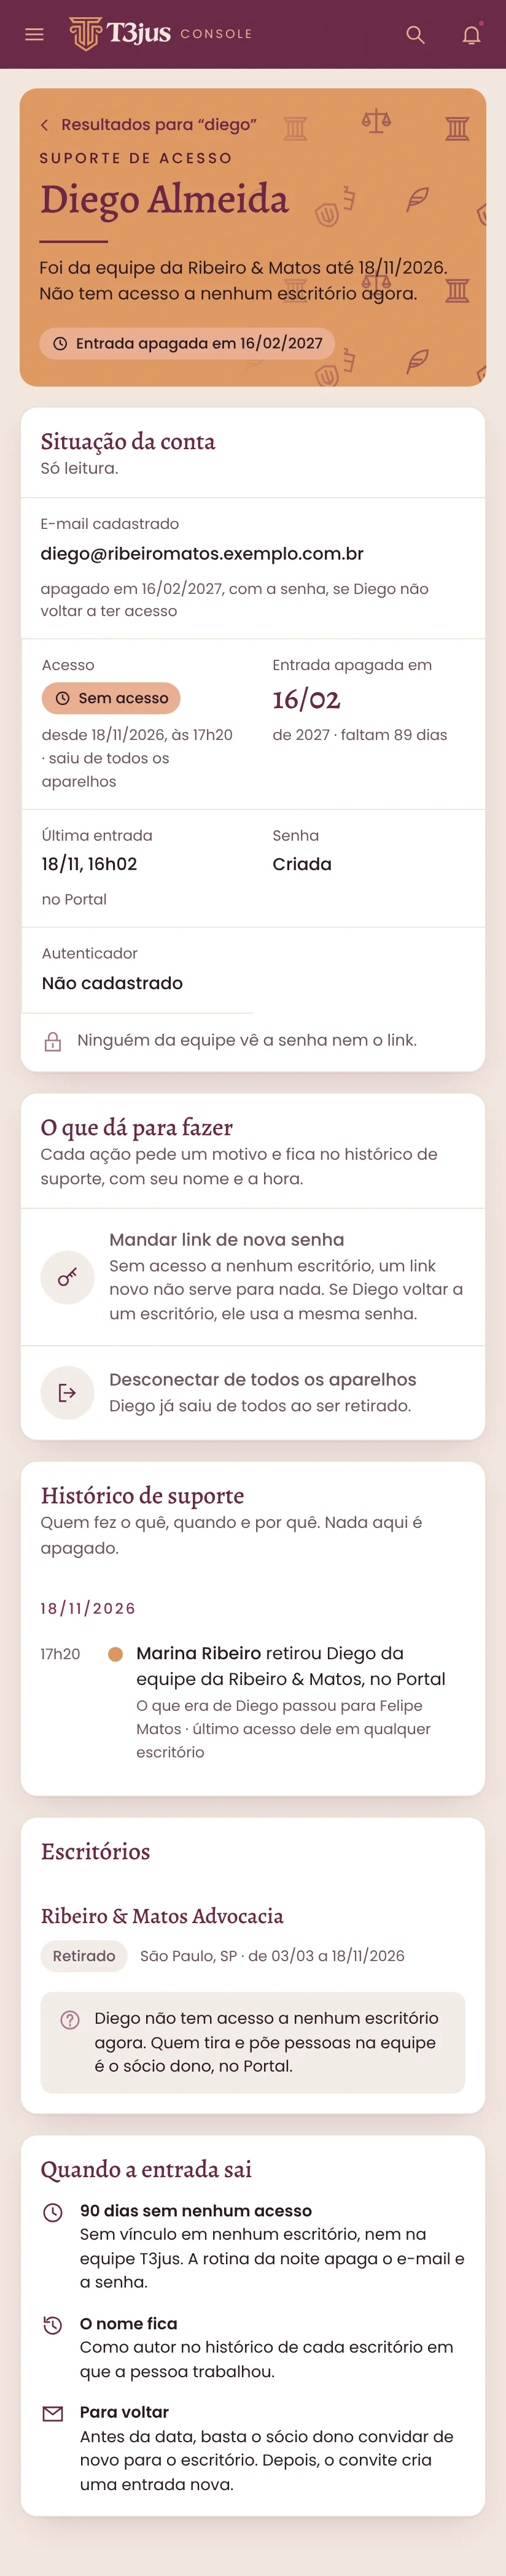 T3jus CONSOLE
Resultados para “diego”
SUPORTE DE ACESSO
Diego Almeida
Foi da equipe da Ribeiro & Matos até 18/11/2026.
Não tem acesso a nenhum escritório agora.
Entrada apagada em 16/02/2027
Situação da conta
Só leitura.
E-mail cadastrado
diego@ribeiromatos.exemplo.com.br
apagado em 16/02/2027, com a senha, se Diego não
voltar a ter acesso
Acesso
Sem acesso
desde 18/11/2026, às 17h20
· saiu de todos os
aparelhos
Entrada apagada em
16/02
de 2027 · faltam 89 dias
Última entrada
18/11, 16h02
no Portal
Senha
Criada
Autenticador
Não cadastrado
Ninguém da equipe vê a senha nem o link.
O que dá para fazer
Cada ação pede um motivo e fica no histórico de
suporte, com seu nome e a hora.
Mandar link de nova senha
Sem acesso a nenhum escritório, um link
novo não serve para nada. Se Diego voltar a
um escritório, ele usa a mesma senha.
Desconectar de todos os aparelhos
Diego já saiu de todos ao ser retirado.
Histórico de suporte
Quem fez o quê, quando e por quê. Nada aqui é
apagado.
18/11/2026
17h20
Marina Ribeiro retirou Diego da
equipe da Ribeiro & Matos, no Portal
O que era de Diego passou para Felipe
Matos · último acesso dele em qualquer
escritório
Escritórios
Ribeiro & Matos Advocacia
Retirado
São Paulo, SP · de 03/03 a 18/11/2026
Diego não tem acesso a nenhum escritório
agora. Quem tira e põe pessoas na equipe
é o sócio dono, no Portal.
Quando a entrada sai
90 dias sem nenhum acesso
Sem vínculo em nenhum escritório, nem na
equipe T3jus. A rotina da noite apaga o e-mail e
a senha.
O nome fica
Como autor no histórico de cada escritório em
que a pessoa trabalhou.
Para voltar
Antes da data, basta o sócio dono convidar de
novo para o escritório. Depois, o convite cria
uma entrada nova.